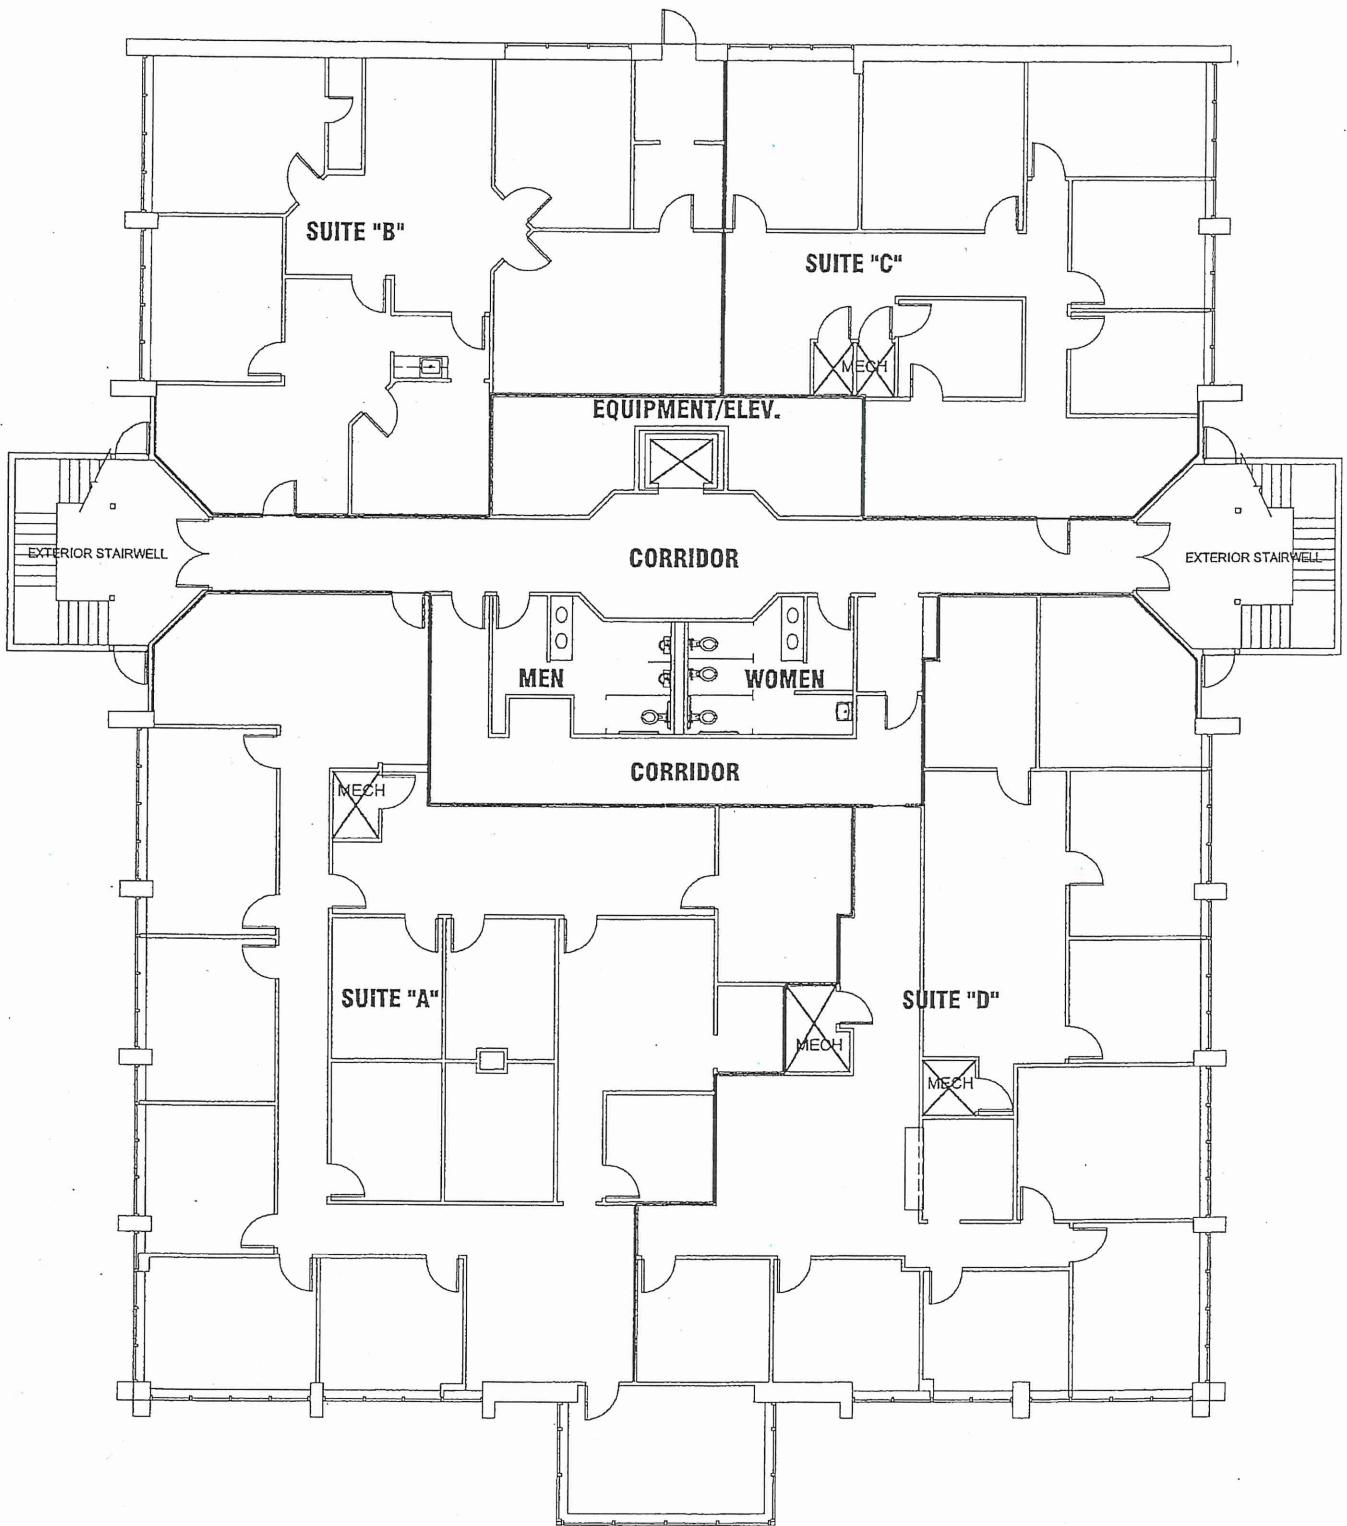 SUITE "B"
SUITE "C"
MECH
EQUIPMENT/ELEV.
EXTERIOR STAIRWELL
CORRIDOR
EXTERIOR STAIRWELL
MEN
WOMEN
CORRIDOR
MECH
SUITE "A"
SUITE "D"
MECH
MECH